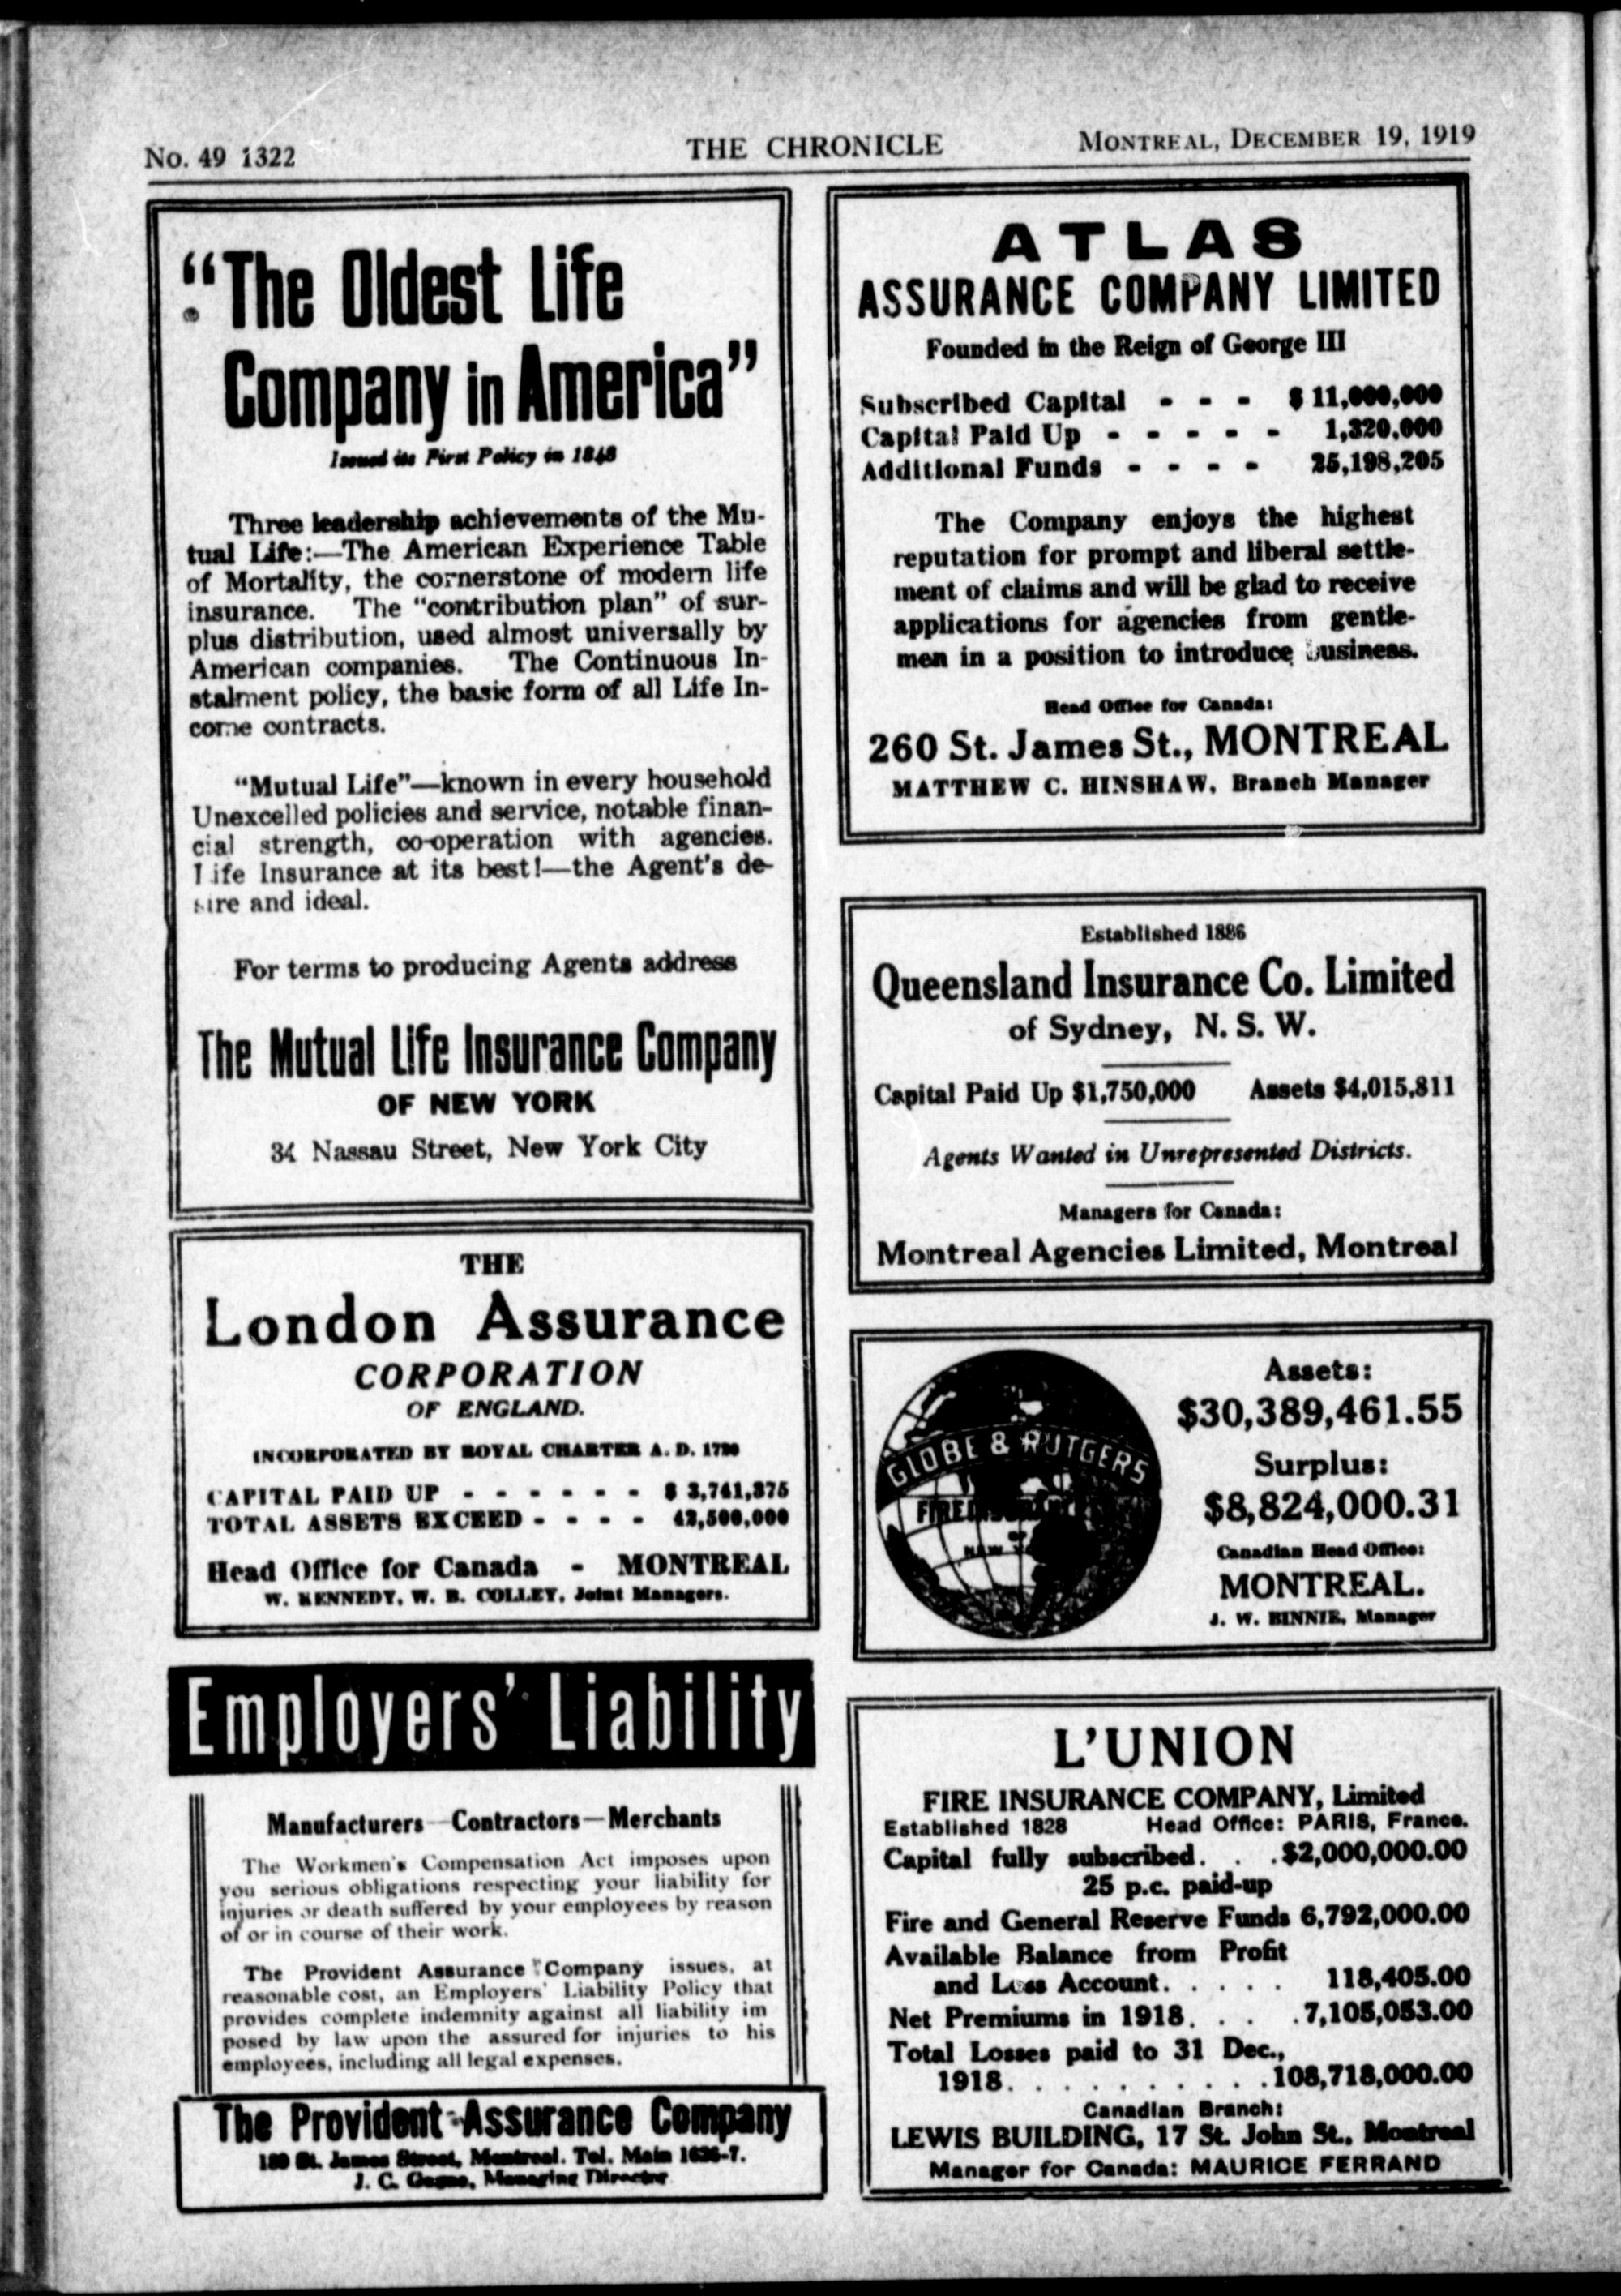 No. 49 1322
THE CHRONICLE
MONTREAL, DECEMBER 19, 1919
"The Oldest Life
Company in America"
Issued its First Policy in 1843
Three leadership achievements of the Mu-
tual Life:—The American Experience Table
of Mortality, the cornerstone of modern life
insurance. The "contribution plan" of sur-
plus distribution, used almost universally by
American companies. The Continuous In-
stalment policy, the basic form of all Life In-
come contracts.
"Mutual Life"—known in every household
Unexcelled policies and service, notable finan-
cial strength, co-operation with agencies.
Life Insurance at its best!—the Agent's de-
sire and ideal.
For terms to producing Agents address
The Mutual Life Insurance Company
OF NEW YORK
34 Nassau Street, New York City
THE
London Assurance
CORPORATION
OF ENGLAND.
INCORPORATED BY ROYAL CHARTER A. D. 1720
CAPITAL PAID UP - - - - - - $ 3,741,375
TOTAL ASSETS EXCEED - - - - 42,500,000
Head Office for Canada - MONTREAL
W. KENNEDY, W. B. COLLEY, Joint Managers.
Employers' Liability
Manufacturers—Contractors—Merchants
The Workmen's Compensation Act imposes upon
you serious obligations respecting your liability for
injuries or death suffered by your employees by reason
of or in course of their work.
The Provident Assurance Company issues, at
reasonable cost, an Employers' Liability Policy that
provides complete indemnity against all liability im
posed by law upon the assured for injuries to his
employees, including all legal expenses.
The Provident Assurance Company
St. James Street, Montreal. Tel. Main 1626-7.
J. C. Gagne, Managing Director
ATLAS
ASSURANCE COMPANY LIMITED
Founded in the Reign of George III
Subscribed Capital - - - $ 11,000,000
Capital Paid Up - - - - - 1,320,000
Additional Funds - - - - 25,198,205
The Company enjoys the highest
reputation for prompt and liberal settle-
ment of claims and will be glad to receive
applications for agencies from gentle-
men in a position to introduce business.
Head Office for Canada:
260 St. James St., MONTREAL
MATTHEW C. HINSHAW, Branch Manager
Established 1886
Queensland Insurance Co. Limited
of Sydney, N. S. W.
Capital Paid Up $1,750,000 Assets $4,015,811
Agents Wanted in Unrepresented Districts.
Managers for Canada:
Montreal Agencies Limited, Montreal
GLOBE & RUTGERS
FIRE
Assets:
$30,389,461.55
Surplus:
$8,824,000.31
Canadian Head Office:
MONTREAL.
J. W. BINNIE, Manager
L'UNION
FIRE INSURANCE COMPANY, Limited
Established 1828 Head Office: PARIS, France.
Capital fully subscribed. . . $2,000,000.00
25 p.c. paid-up
Fire and General Reserve Funds 6,792,000.00
Available Balance from Profit
and Loss Account. . . . . 118,405.00
Net Premiums in 1918. . . . 7,105,053.00
Total Losses paid to 31 Dec.,
1918. . . . . . . . . . . 108,718,000.00
Canadian Branch:
LEWIS BUILDING, 17 St. John St., Montreal
Manager for Canada: MAURICE FERRAND